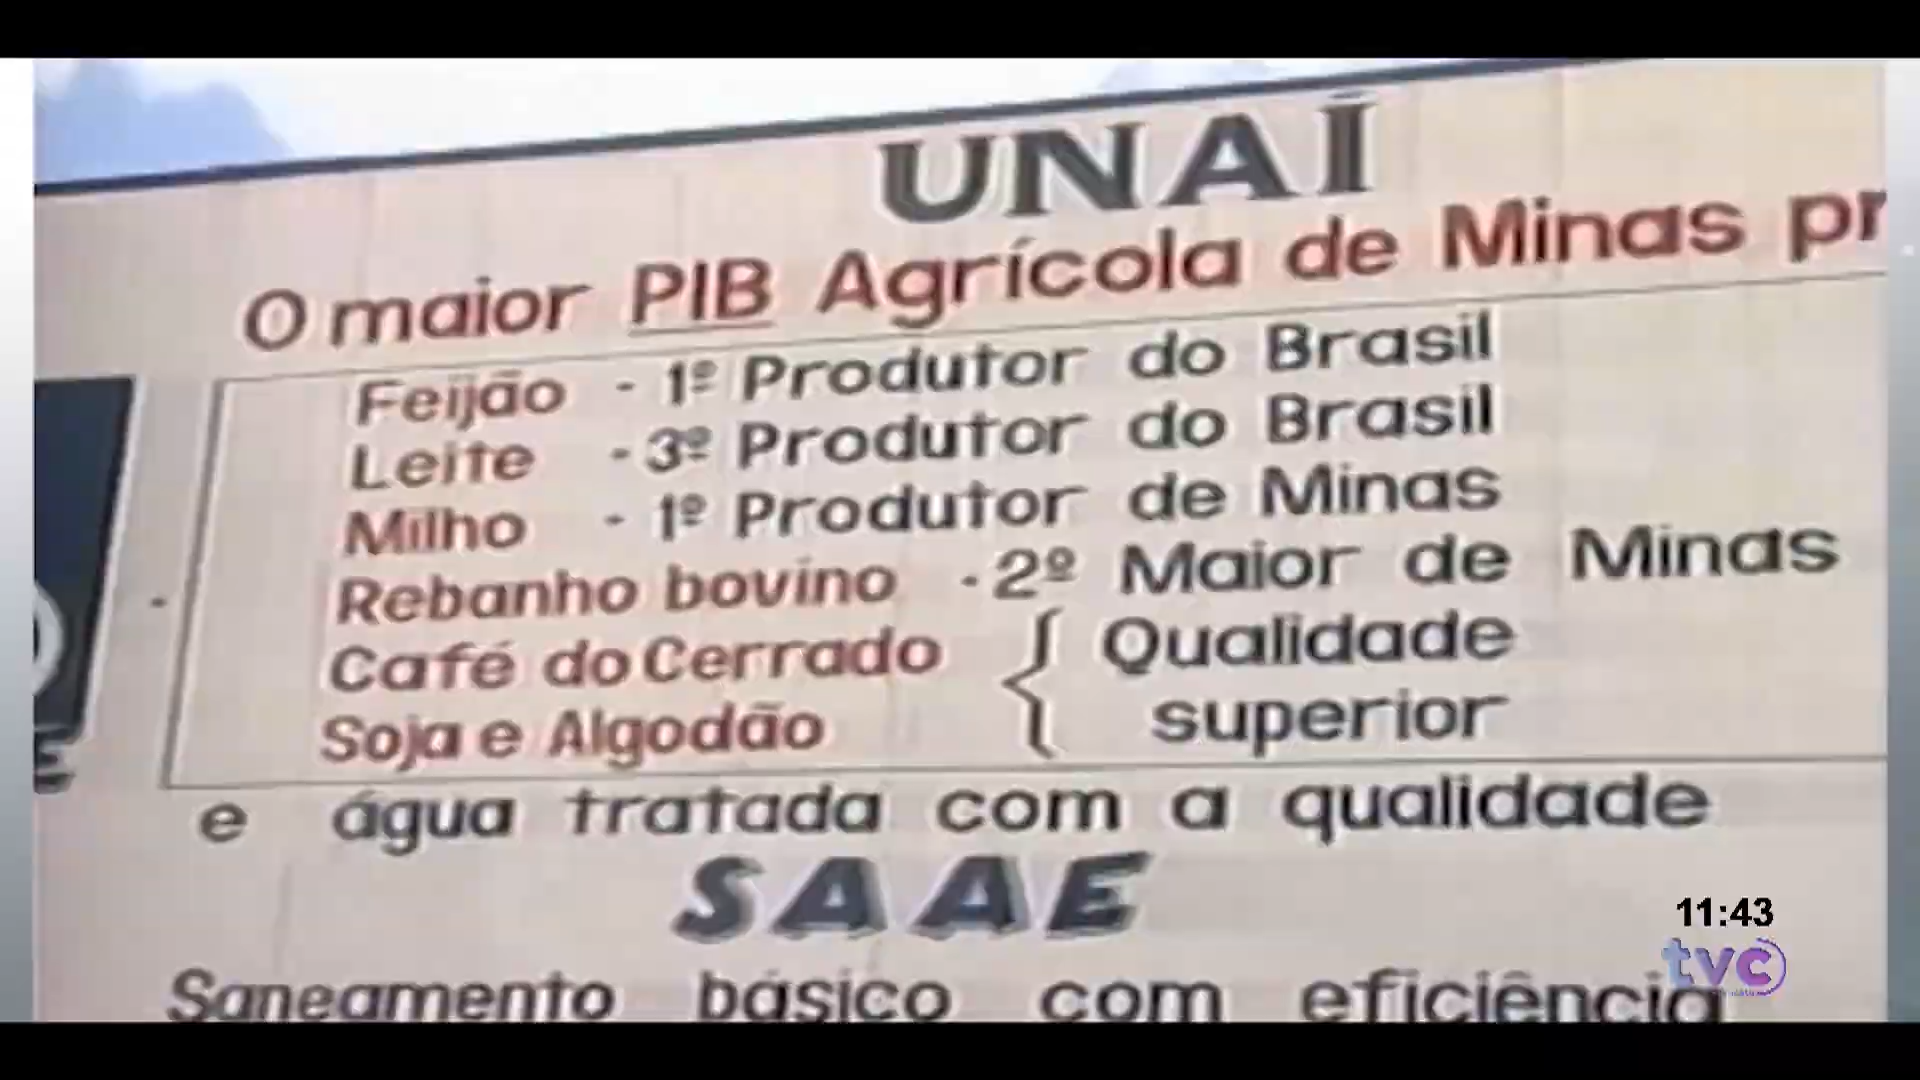 UNAÍ
O maior PIB Agrícola de Minas pr
Feijão - 1º Produtor do Brasil
Leite - 3º Produtor do Brasil
Milho - 1º Produtor de Minas
Rebanho bovino - 2º Maior de Minas
Café do Cerrado { Qualidade
Soja e Algodão superior
e água tratada com a qualidade
SAAE
Saneamento básico com eficiência
E
11:43
tvc